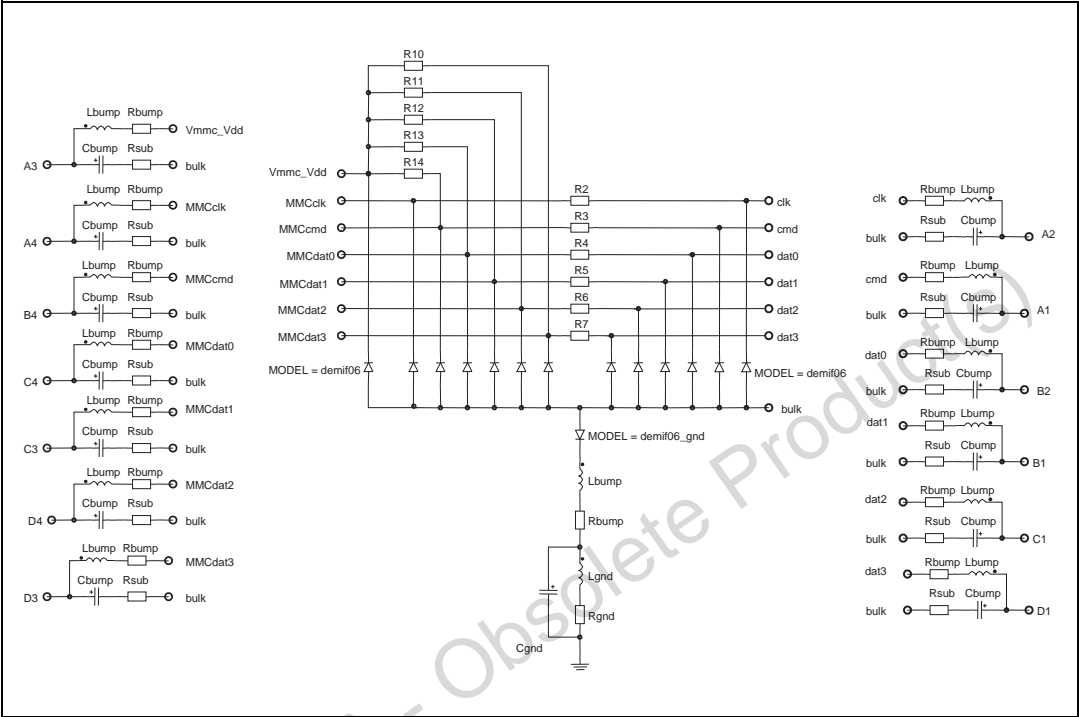 Lbump Rbump
Vmmc_Vdd
Cbump Rsub
A3
bulk
Lbump Rbump
MMCclk
Cbump Rsub
A4
bulk
Lbump Rbump
MMCcmd
Cbump Rsub
B4
bulk
Lbump Rbump
MMCdat0
Cbump Rsub
C4
bulk
Lbump Rbump
MMCdat1
Cbump Rsub
C3
bulk
Lbump Rbump
MMCdat2
Cbump Rsub
D4
bulk
Lbump Rbump
MMCdat3
Cbump Rsub
D3
bulk
R10
R11
R12
R13
R14
Vmmc_Vdd
R2
MMCclk
clk
R3
MMCcmd
cmd
R4
MMCdat0
dat0
R5
MMCdat1
dat1
R6
MMCdat2
dat2
R7
MMCdat3
dat3
MODEL = demif06
MODEL = demif06
bulk
MODEL = demif06_gnd
Lbump
Rbump
Lgnd
Rgnd
Cgnd
Rbump Lbump
clk
Rsub Cbump
bulk
A2
Rbump Lbump
cmd
Rsub Cbump
bulk
A1
Rbump Lbump
dat0
Rsub Cbump
bulk
B2
Rbump Lbump
dat1
Rsub Cbump
bulk
B1
Rbump Lbump
dat2
Rsub Cbump
bulk
C1
Rbump Lbump
dat3
Rsub Cbump
bulk
D1
- Obsolete Product(s)